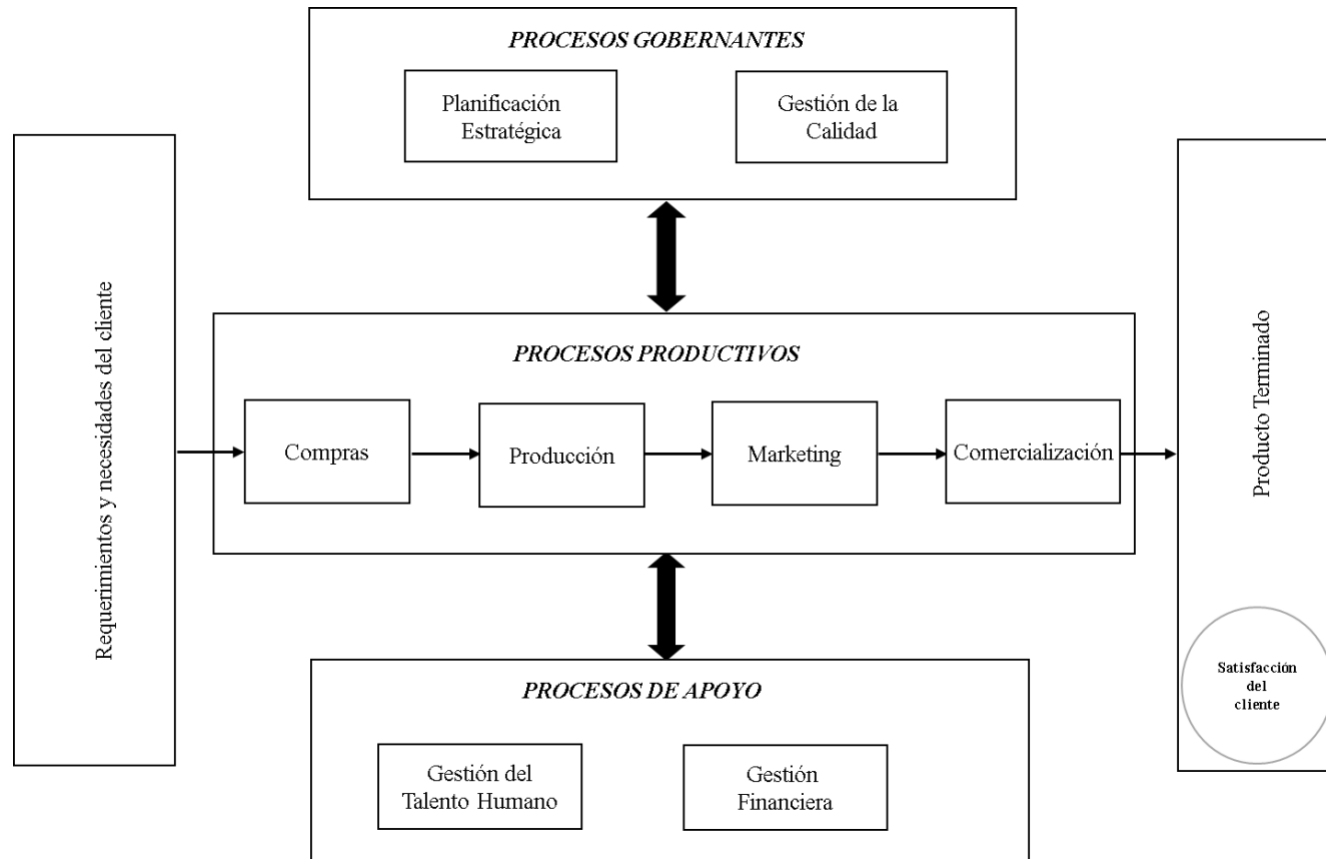 PROCESOS GOBERNANTES
Planificación
Estratégica
Gestión de la
Calidad
Requerimientos y necesidades del cliente
PROCESOS PRODUCTIVOS
Compras
Producción
Marketing
Comercialización
Producto Terminado
Satisfacción
del
cliente
PROCESOS DE APOYO
Gestión del
Talento Humano
Gestión
Financiera